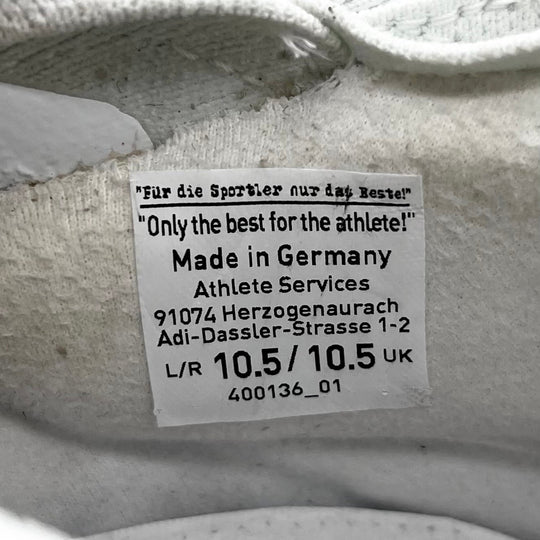 "Für die Sportler nur das Beste!"
"Only the best for the athlete!"
Made in Germany
Athlete Services
91074 Herzogenaurach
Adi-Dassler-Strasse 1-2
L/R 10.5 / 10.5 UK
400136_01